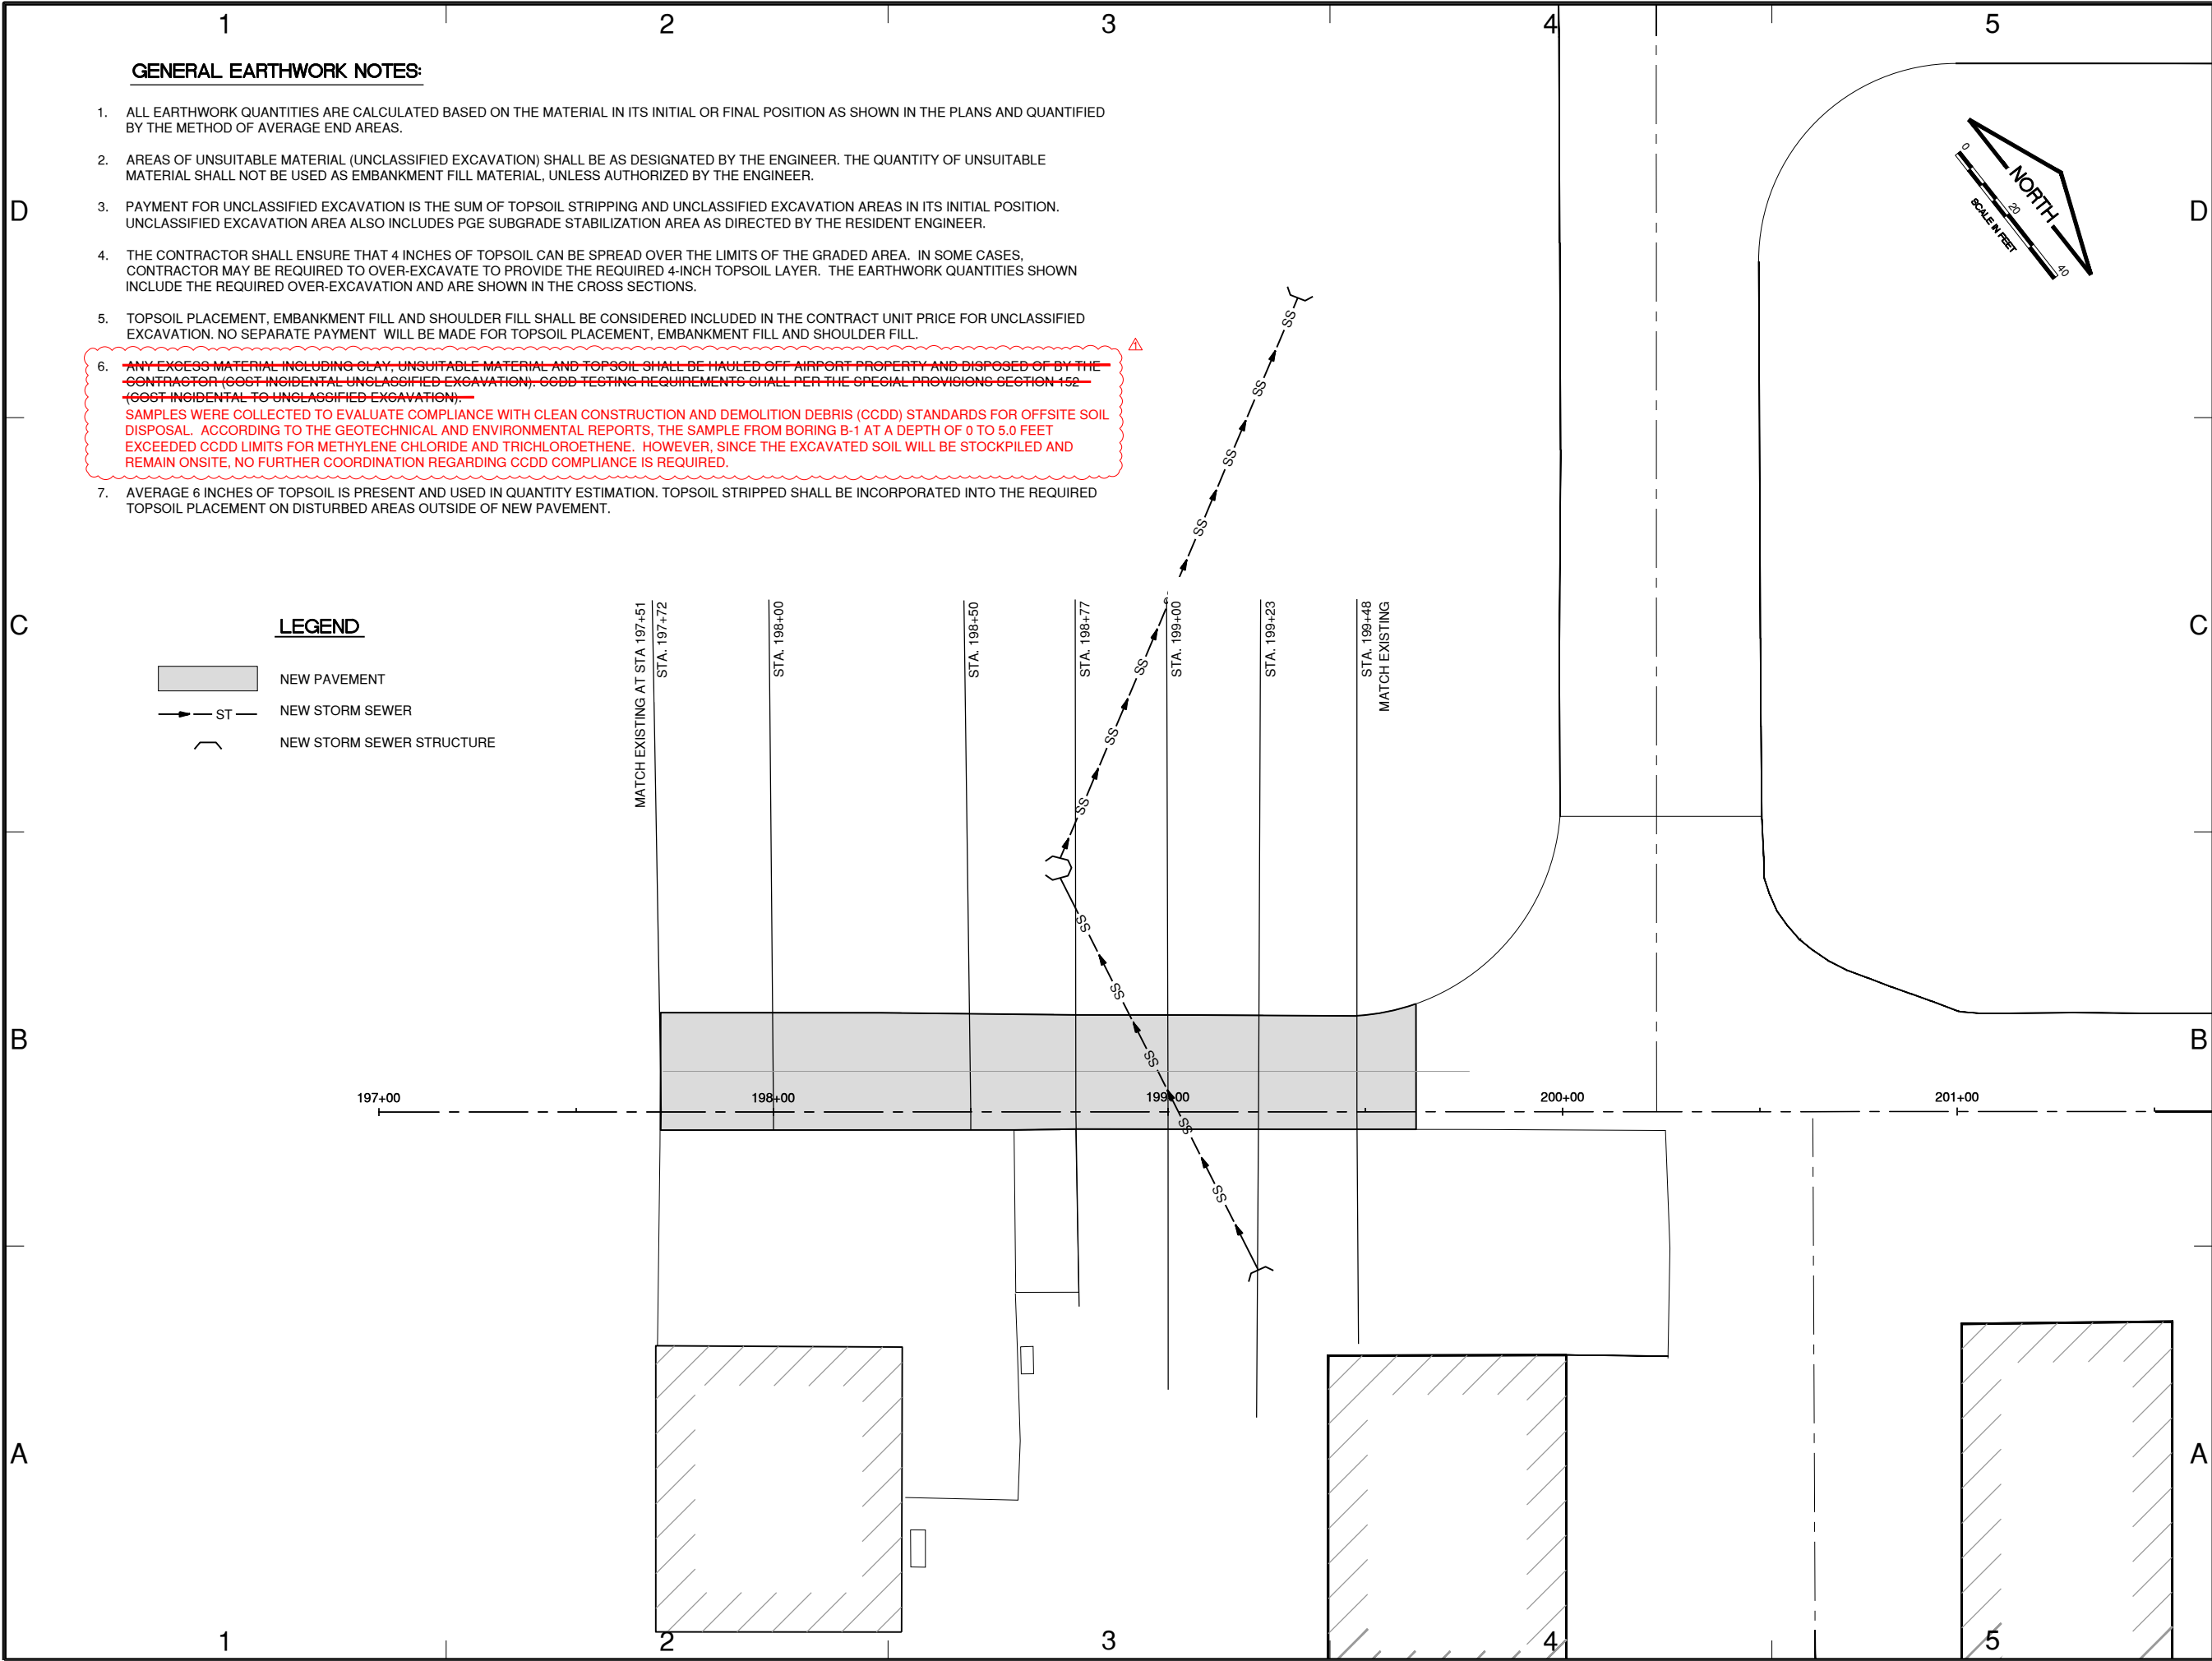 1 2 3 4 5
GENERAL EARTHWORK NOTES:
1. ALL EARTHWORK QUANTITIES ARE CALCULATED BASED ON THE MATERIAL IN ITS INITIAL OR FINAL POSITION AS SHOWN IN THE PLANS AND QUANTIFIED
BY THE METHOD OF AVERAGE END AREAS.
2. AREAS OF UNSUITABLE MATERIAL (UNCLASSIFIED EXCAVATION) SHALL BE AS DESIGNATED BY THE ENGINEER. THE QUANTITY OF UNSUITABLE
MATERIAL SHALL NOT BE USED AS EMBANKMENT FILL MATERIAL, UNLESS AUTHORIZED BY THE ENGINEER.
3. PAYMENT FOR UNCLASSIFIED EXCAVATION IS THE SUM OF TOPSOIL STRIPPING AND UNCLASSIFIED EXCAVATION AREAS IN ITS INITIAL POSITION.
UNCLASSIFIED EXCAVATION AREA ALSO INCLUDES PGE SUBGRADE STABILIZATION AREA AS DIRECTED BY THE RESIDENT ENGINEER.
4. THE CONTRACTOR SHALL ENSURE THAT 4 INCHES OF TOPSOIL CAN BE SPREAD OVER THE LIMITS OF THE GRADED AREA. IN SOME CASES,
CONTRACTOR MAY BE REQUIRED TO OVER-EXCAVATE TO PROVIDE THE REQUIRED 4-INCH TOPSOIL LAYER. THE EARTHWORK QUANTITIES SHOWN
INCLUDE THE REQUIRED OVER-EXCAVATION AND ARE SHOWN IN THE CROSS SECTIONS.
5. TOPSOIL PLACEMENT, EMBANKMENT FILL AND SHOULDER FILL SHALL BE CONSIDERED INCLUDED IN THE CONTRACT UNIT PRICE FOR UNCLASSIFIED
EXCAVATION. NO SEPARATE PAYMENT WILL BE MADE FOR TOPSOIL PLACEMENT, EMBANKMENT FILL AND SHOULDER FILL.
1
6. ANY EXCESS MATERIAL INCLUDING CLAY, UNSUITABLE MATERIAL AND TOPSOIL SHALL BE HAULED OFF AIRPORT PROPERTY AND DISPOSED OF BY THE
CONTRACTOR (COST INCIDENTAL UNCLASSIFIED EXCAVATION). CCDD TESTING REQUIREMENTS SHALL PER THE SPECIAL PROVISIONS SECTION 152
(COST INCIDENTAL TO UNCLASSIFIED EXCAVATION).
SAMPLES WERE COLLECTED TO EVALUATE COMPLIANCE WITH CLEAN CONSTRUCTION AND DEMOLITION DEBRIS (CCDD) STANDARDS FOR OFFSITE SOIL
DISPOSAL. ACCORDING TO THE GEOTECHNICAL AND ENVIRONMENTAL REPORTS, THE SAMPLE FROM BORING B-1 AT A DEPTH OF 0 TO 5.0 FEET
EXCEEDED CCDD LIMITS FOR METHYLENE CHLORIDE AND TRICHLOROETHENE. HOWEVER, SINCE THE EXCAVATED SOIL WILL BE STOCKPILED AND
REMAIN ONSITE, NO FURTHER COORDINATION REGARDING CCDD COMPLIANCE IS REQUIRED.
7. AVERAGE 6 INCHES OF TOPSOIL IS PRESENT AND USED IN QUANTITY ESTIMATION. TOPSOIL STRIPPED SHALL BE INCORPORATED INTO THE REQUIRED
TOPSOIL PLACEMENT ON DISTURBED AREAS OUTSIDE OF NEW PAVEMENT.
NORTH
0 20 40
SCALE IN FEET
D D
C C
LEGEND
NEW PAVEMENT
ST NEW STORM SEWER
NEW STORM SEWER STRUCTURE
MATCH EXISTING AT STA 197+51
STA. 197+72
STA. 198+00
STA. 198+50
STA. 198+77
STA. 199+00
STA. 199+23
STA. 199+48
MATCH EXISTING
SS
SS
SS
SS
SS
SS
SS
SS
SS
SS
SS
SS
B B
197+00 198+00 199+00 200+00 201+00
A A
1 2 3 4 5